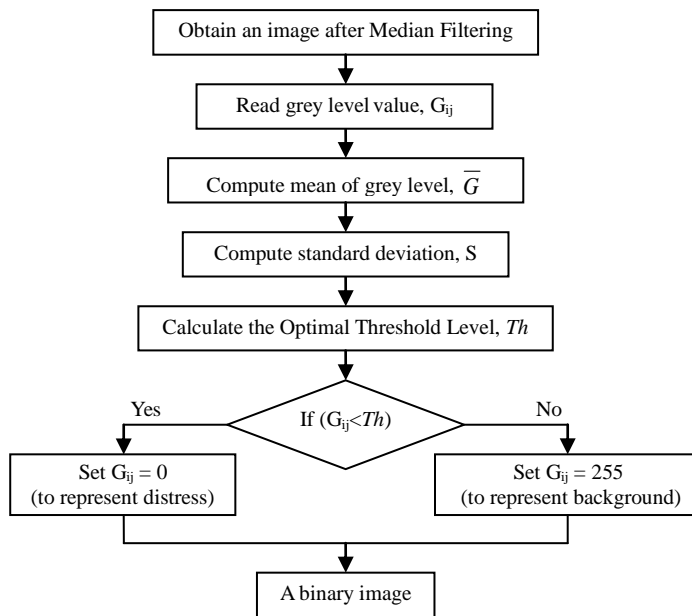 Obtain an image after Median Filtering
Read grey level value, Gij
Compute mean of grey level, G̅
Compute standard deviation, S
Calculate the Optimal Threshold Level, Th
If (Gij<Th)
Yes
No
Set Gij = 0
(to represent distress)
Set Gij = 255
(to represent background)
A binary image